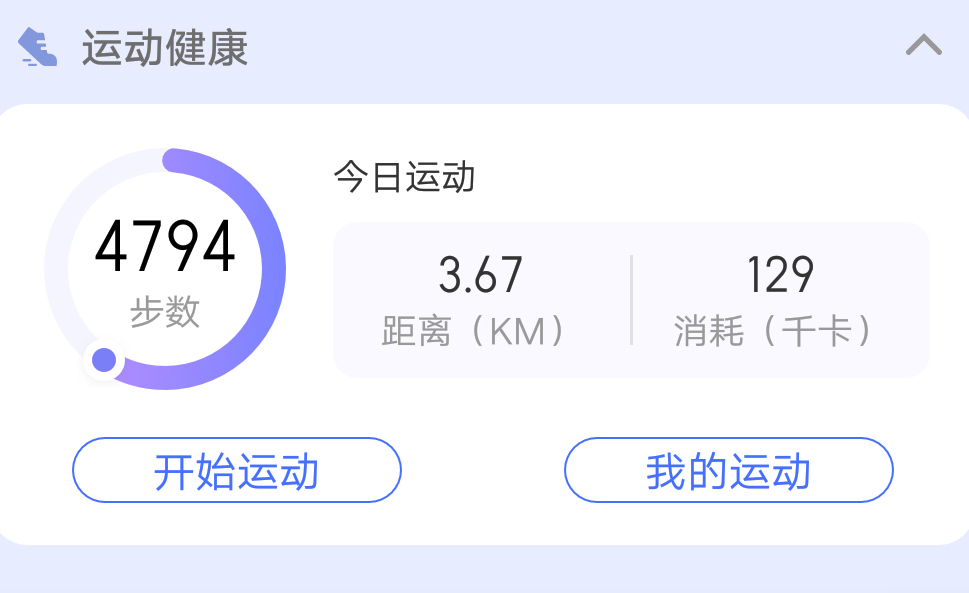 运动健康
4794
步数
今日运动
3.67
距离（KM）
129
消耗（千卡）
开始运动
我的运动